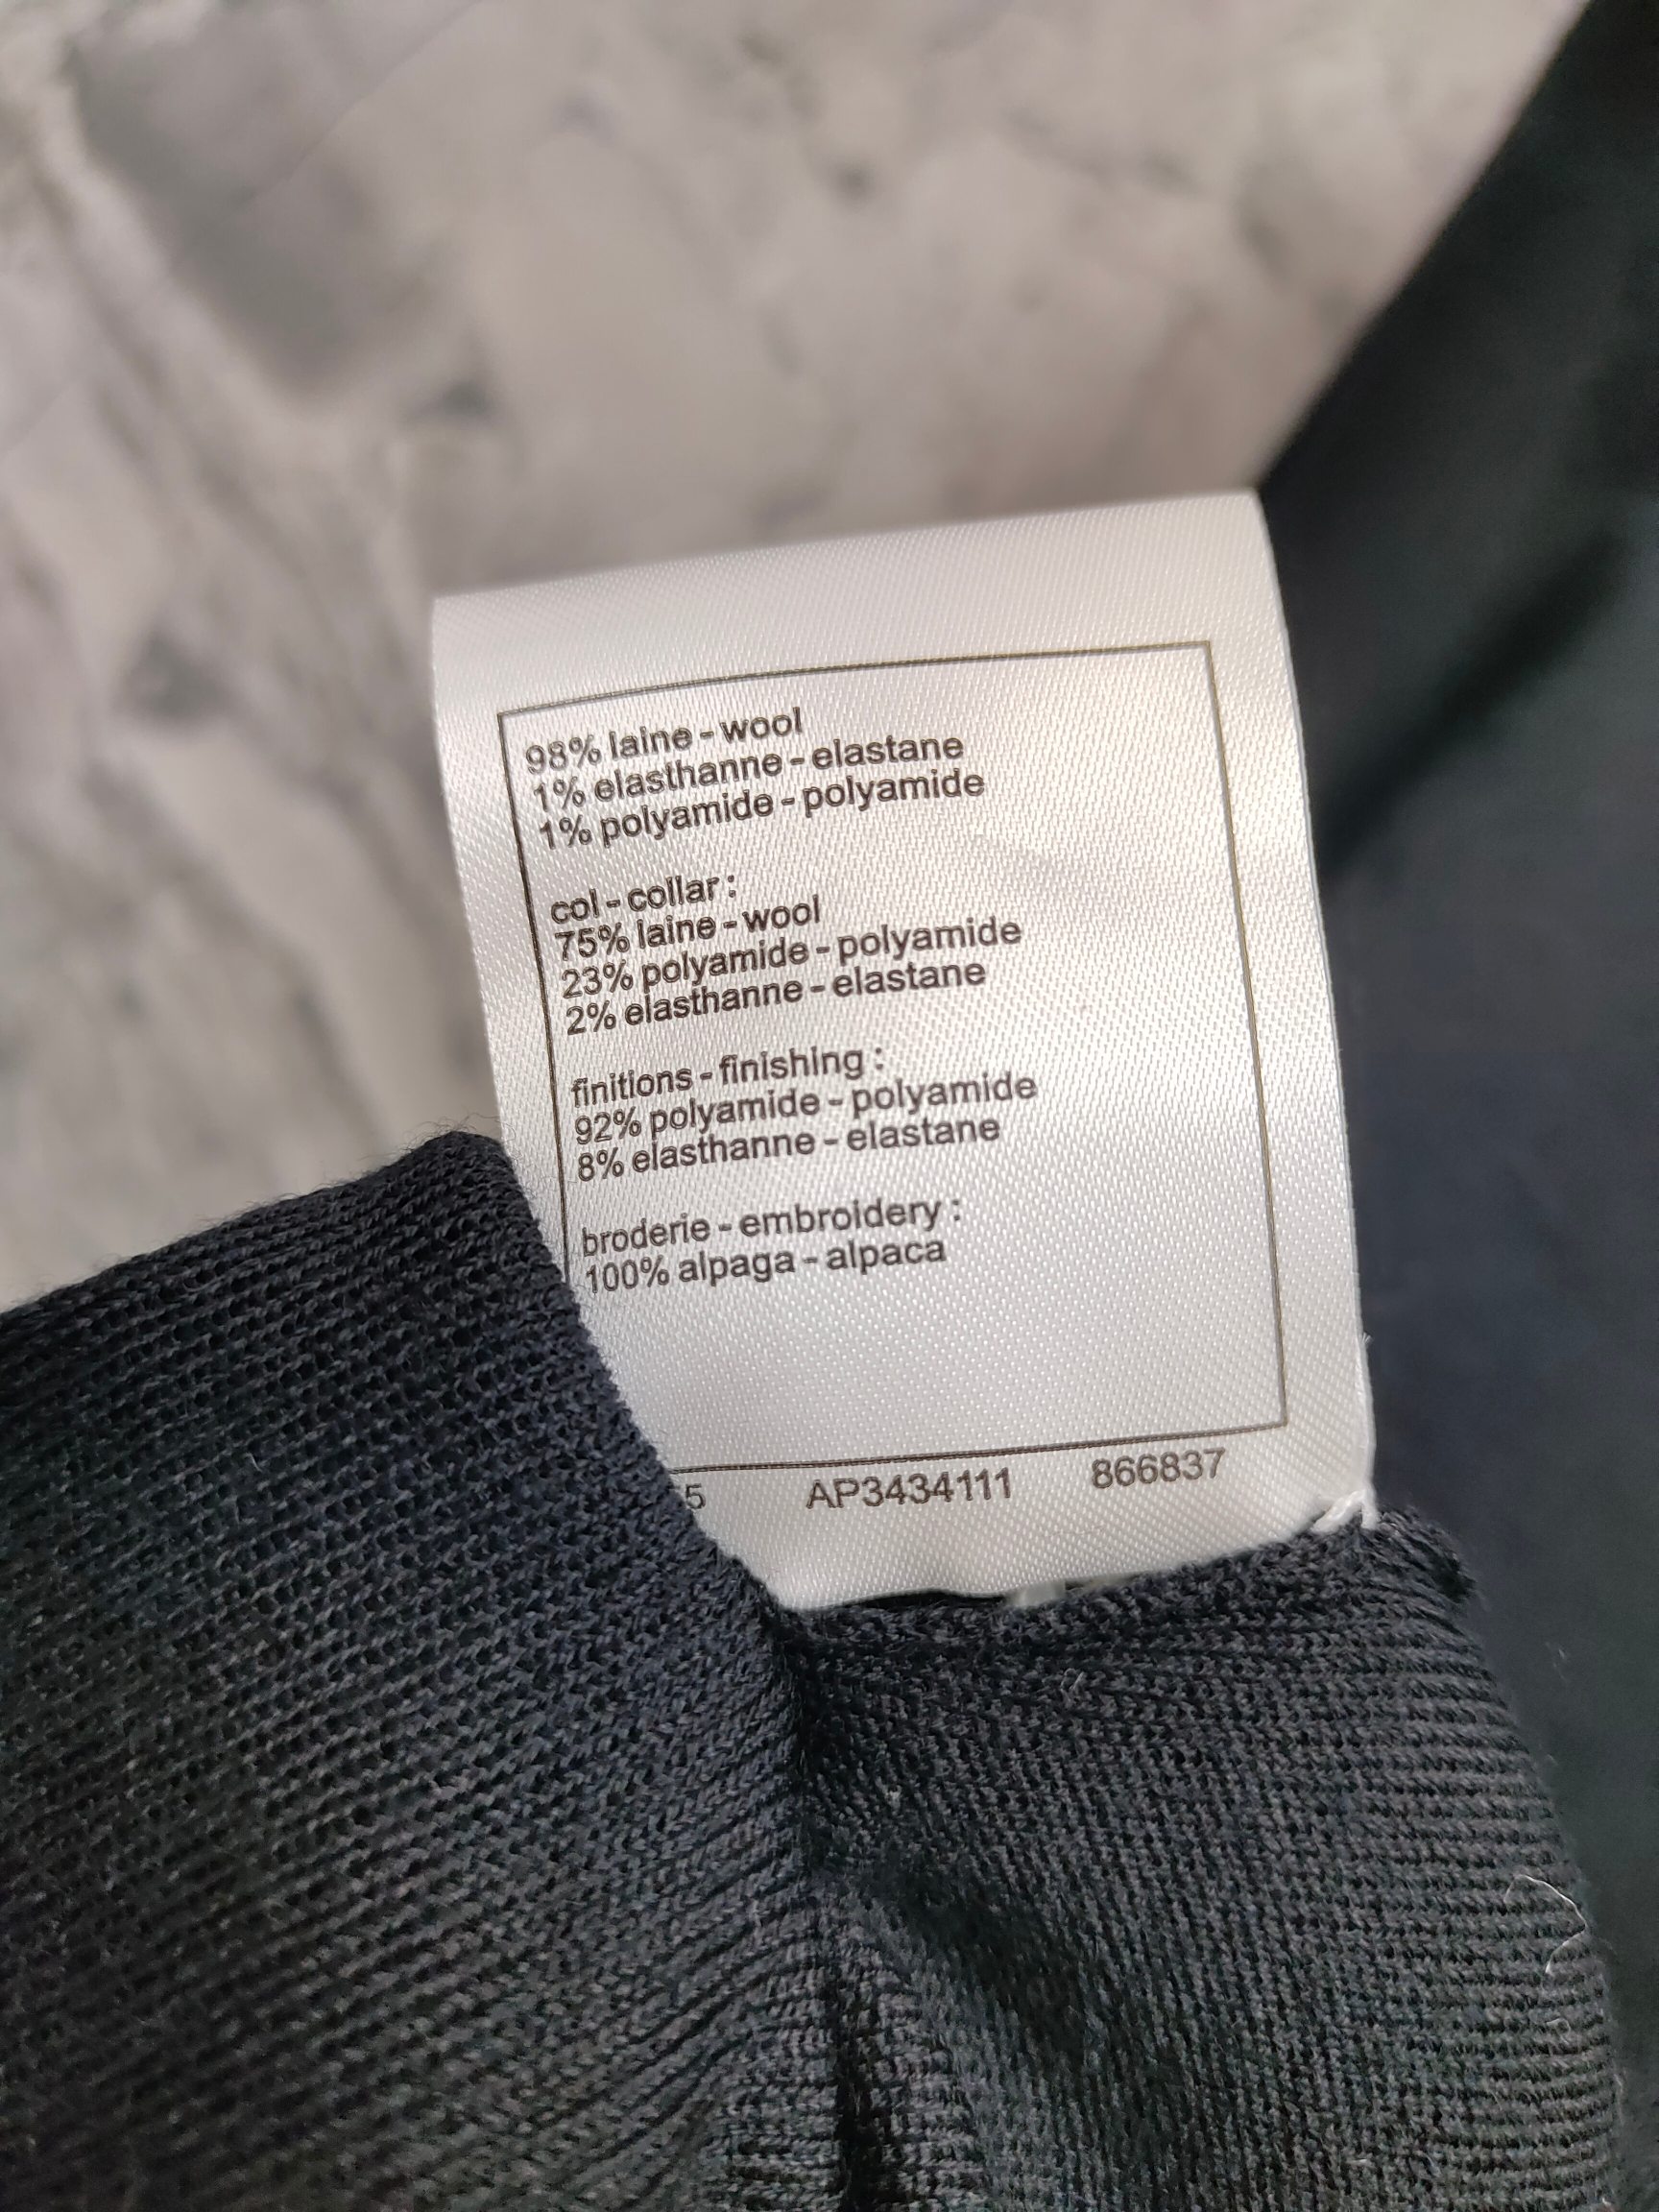 98% laine - wool
1% elasthanne - elastane
1% polyamide - polyamide
col - collar :
75% laine - wool
23% polyamide - polyamide
2% elasthanne - elastane
finitions - finishing :
92% polyamide - polyamide
8% elasthanne - elastane
broderie - embroidery :
100% alpaga - alpaca
5 AP3434111 866837